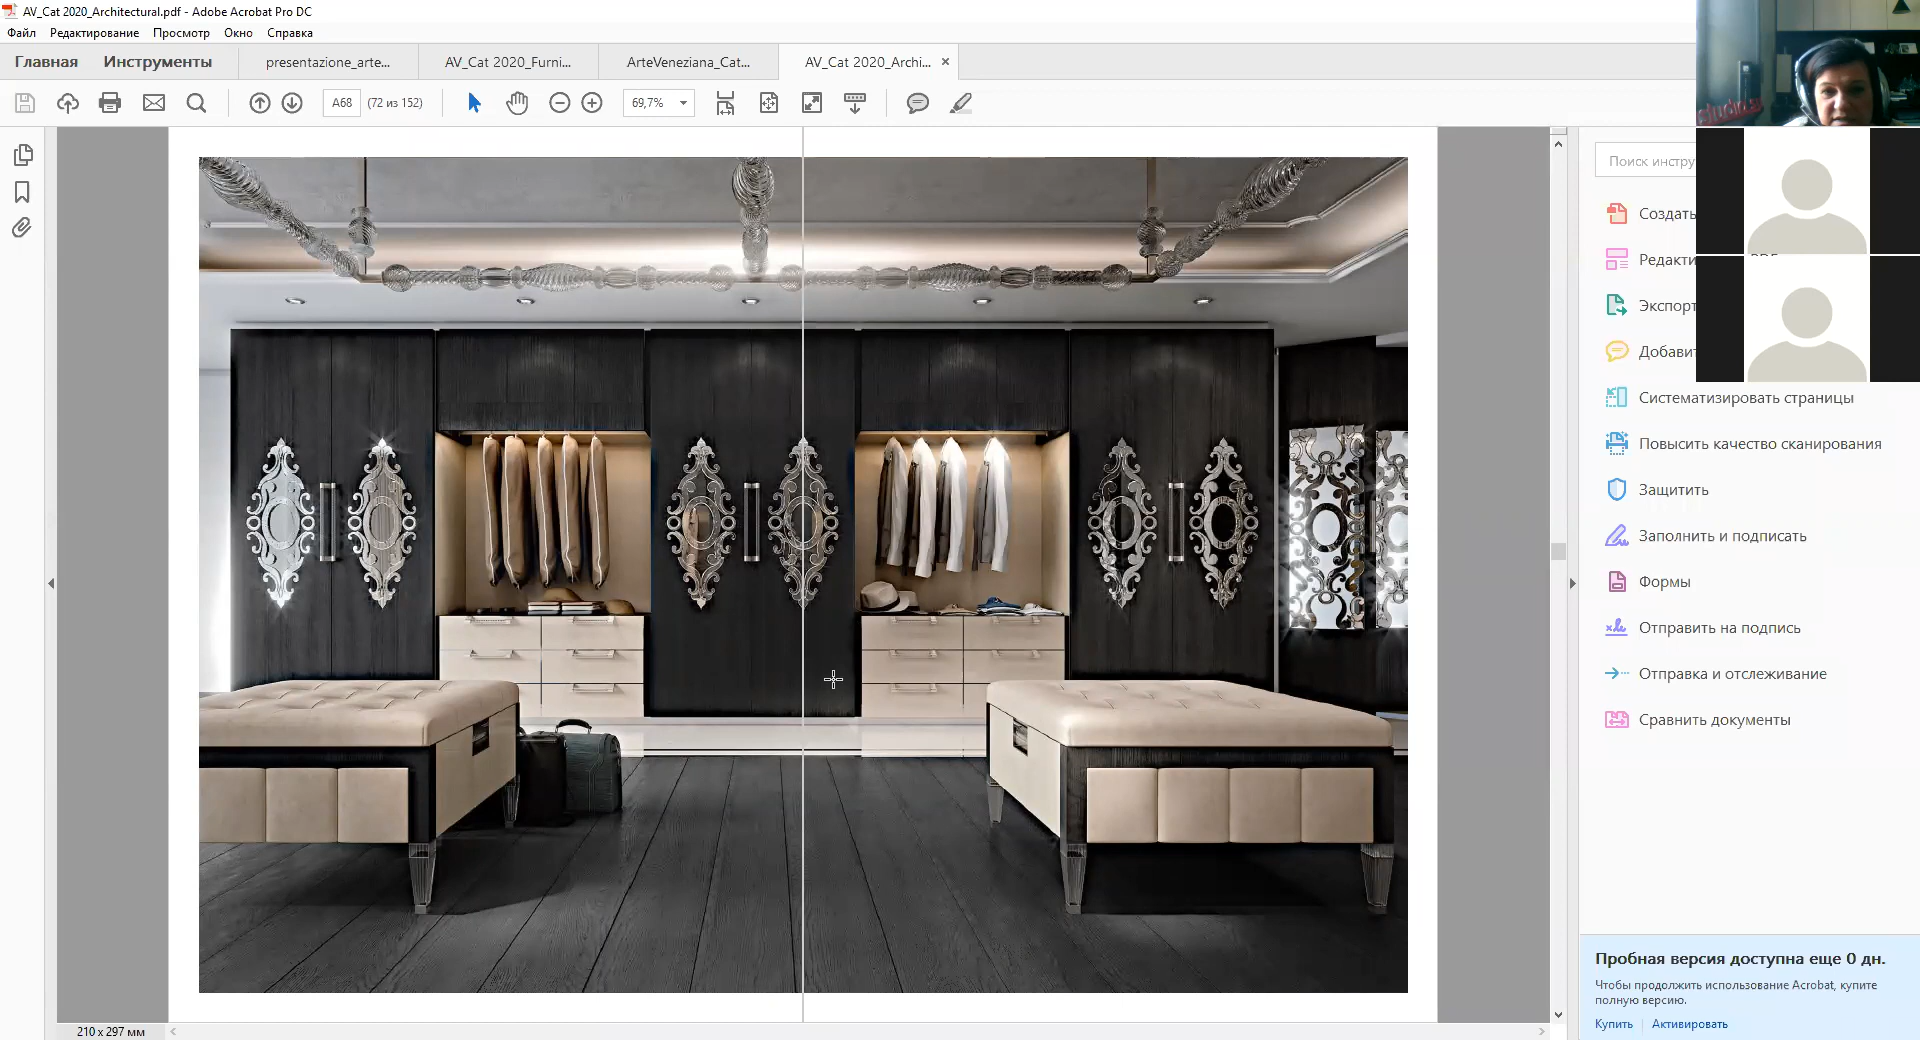 AV_Cat 2020_Architectural.pdf - Adobe Acrobat Pro DC
Файл Редактирование Просмотр Окно Справка
Главная Инструменты presentazione_arte... AV_Cat 2020_Furni... ArteVeneziana_Cat... AV_Cat 2020_Archi...
A68 (72 из 152) 69,7%
Поиск инстру
Создать
Редакти
Экспорт
Добавит
Систематизировать страницы
Повысить качество сканирования
Защитить
Заполнить и подписать
Формы
Отправить на подпись
Отправка и отслеживание
Сравнить документы
Пробная версия доступна еще 0 дн.
Чтобы продолжить использование Acrobat, купите
полную версию.
Купить Активировать
210 x 297 мм